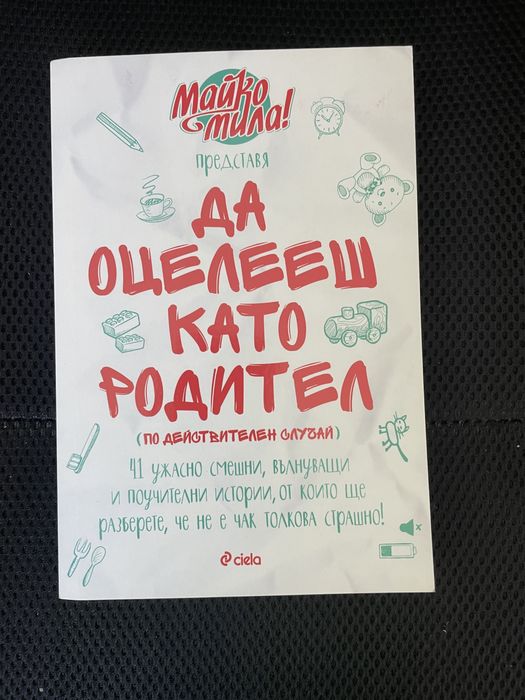 Майко
мила!
представя
ДА
ОЦЕЛЕЕШ
КАТО
РОДИТЕЛ
(ПО ДЕЙСТВИТЕЛЕН СЛУЧАЙ)
41 ужасно смешни, вълнуващи
и поучителни истории, от които ще
разберете, че не е чак толкова страшно!
ciela